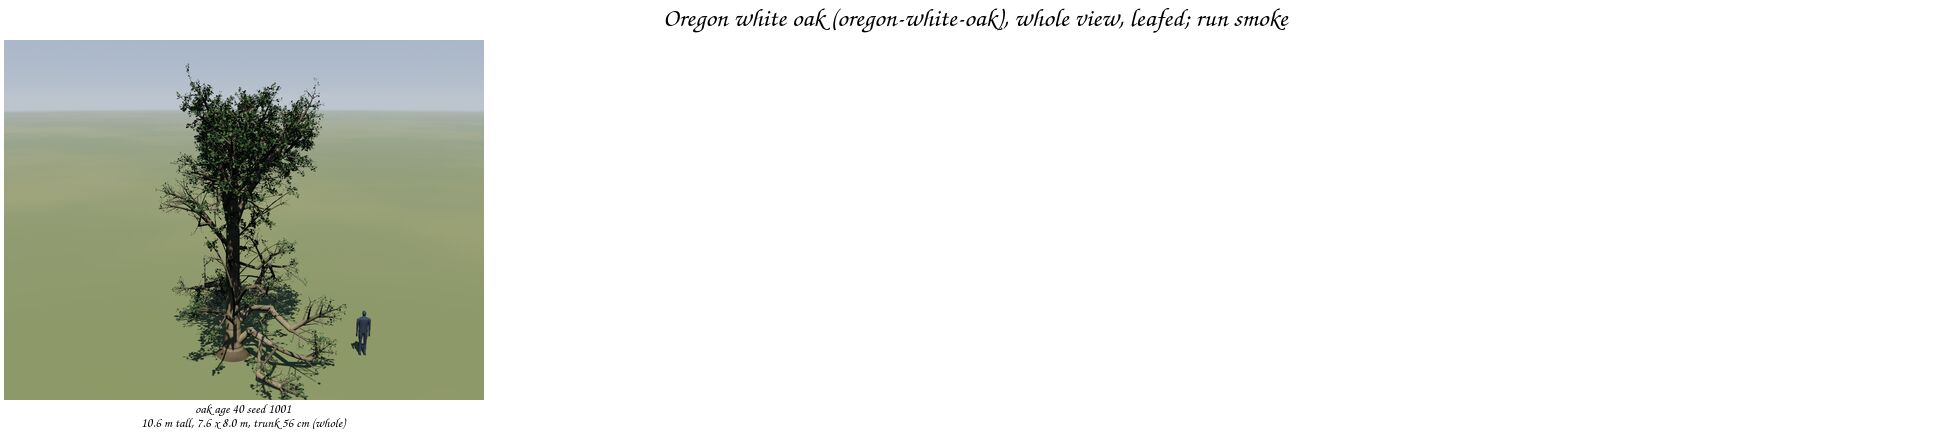 Oregon white oak (oregon-white-oak), whole view, leafed; run smoke
oak age 40 seed 1001
10.6 m tall, 7.6 x 8.0 m, trunk 56 cm (whole)